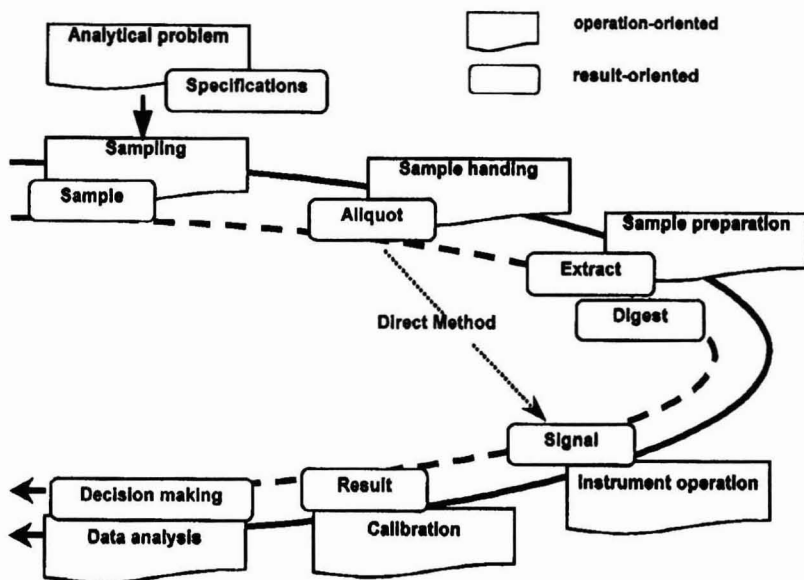 Analytical problem
operation-oriented
Specifications
result-oriented
Sampling
Sample handing
Sample
Aliquot
Sample preparation
Extract
Digest
Direct Method
Signal
Instrument operation
Decision making
Result
Data analysis
Calibration